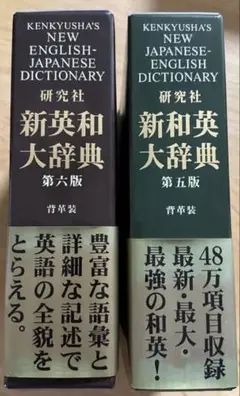 KENKYUSHA'S
NEW
ENGLISH-
JAPANESE
DICTIONARY
研究社
新英和
大辞典
第六版
背革装
豊富な語彙と
詳細な記述で
英語の全貌を
とらえる。
KENKYUSHA'S
NEW
JAPANESE-
ENGLISH
DICTIONARY
研究社
新和英
大辞典
第五版
背革装
48万項目収録
最新・最大・
最強の和英!